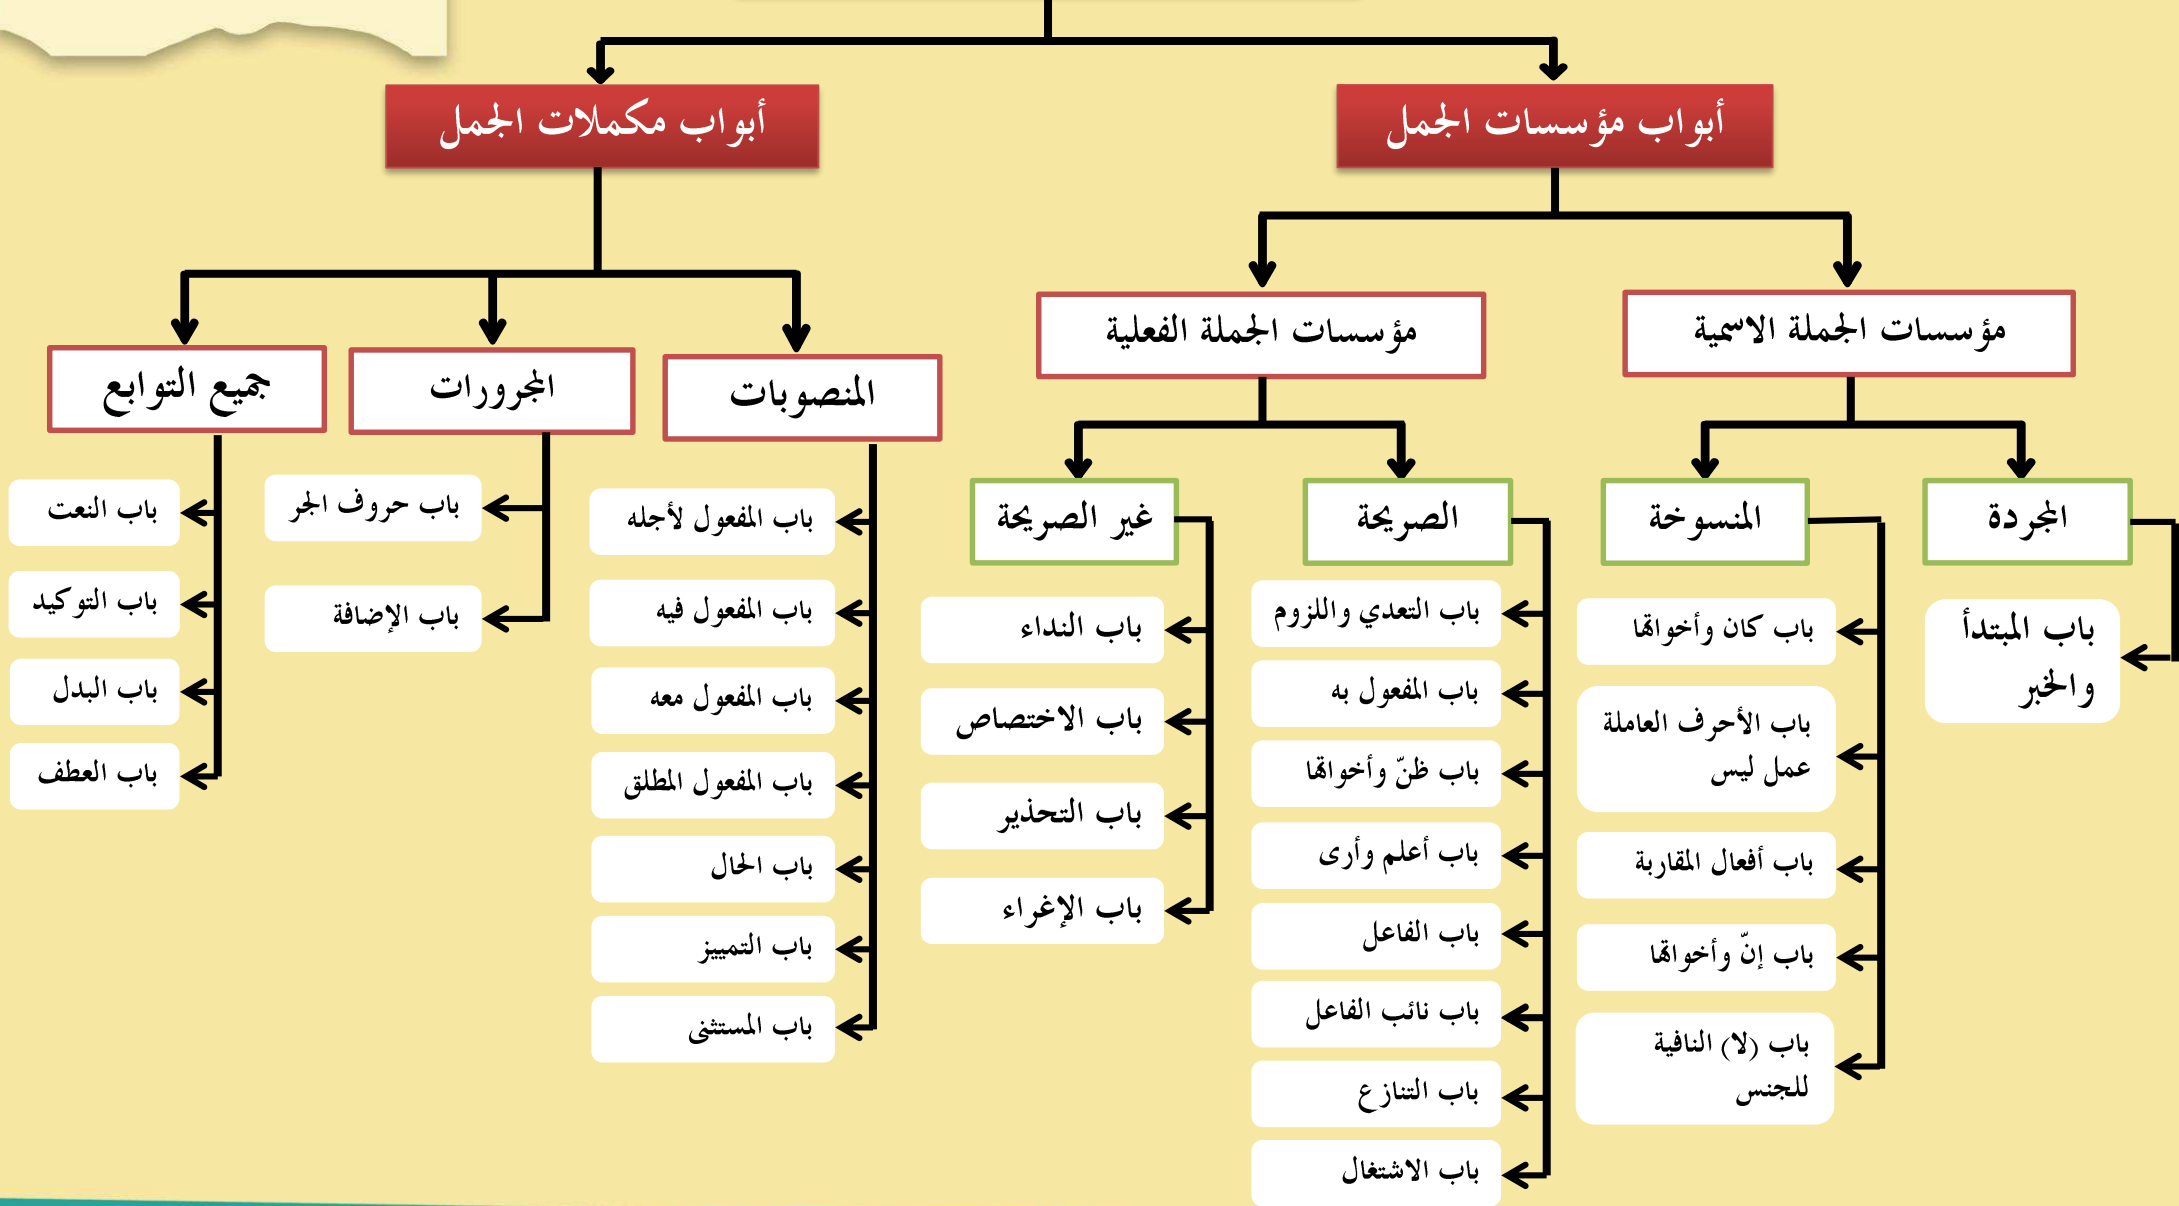 أبواب مؤسسات الجمل
أبواب مكملات الجمل
مؤسسات الجملة الاسمية
مؤسسات الجملة الفعلية
المنصوبات
المجرورات
جميع التوابع
المجردة
المنسوخة
الصريحة
غير الصريحة
باب المبتدأ
والخبر
باب كان وأخواتها
باب الأحرف العاملة
عمل ليس
باب أفعال المقاربة
باب إنّ وأخواتها
باب (لا) النافية
للجنس
باب التعدي واللزوم
باب المفعول به
باب ظنّ وأخواتها
باب أعلم وأرى
باب الفاعل
باب نائب الفاعل
باب التنازع
باب الاشتغال
باب النداء
باب الاختصاص
باب التحذير
باب الإغراء
باب المفعول لأجله
باب المفعول فيه
باب المفعول معه
باب المفعول المطلق
باب الحال
باب التمييز
باب المستثنى
باب حروف الجر
باب الإضافة
باب النعت
باب التوكيد
باب البدل
باب العطف